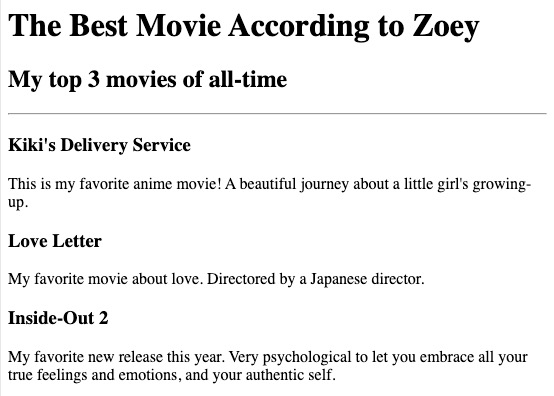 The Best Movie According to Zoey
My top 3 movies of all-time
Kiki's Delivery Service
This is my favorite anime movie! A beautiful journey about a little girl's growing-
up.
Love Letter
My favorite movie about love. Directored by a Japanese director.
Inside-Out 2
My favorite new release this year. Very psychological to let you embrace all your
true feelings and emotions, and your authentic self.